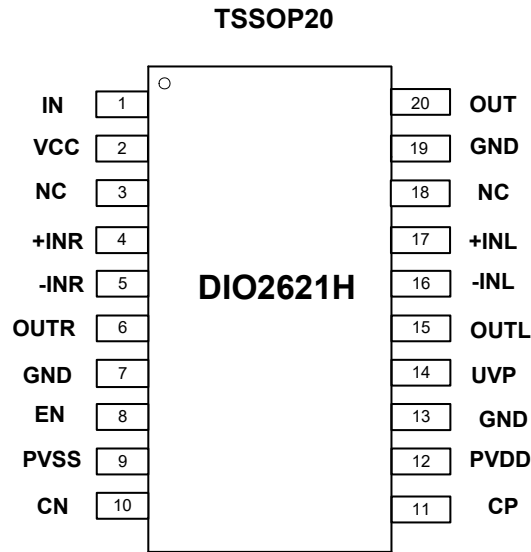 TSSOP20
IN 1 20 OUT
VCC 2 19 GND
NC 3 18 NC
+INR 4 17 +INL
-INR 5 16 -INL
DIO2621H
OUTR 6 15 OUTL
GND 7 14 UVP
EN 8 13 GND
PVSS 9 12 PVDD
CN 10 11 CP